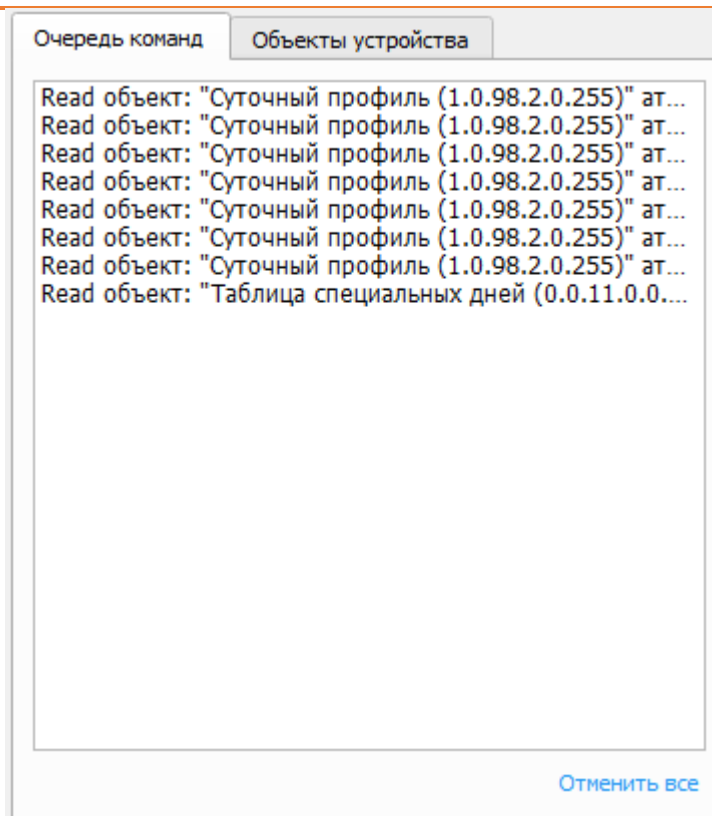 Очередь команд
Объекты устройства
Read объект: "Суточный профиль (1.0.98.2.0.255)" ат...
Read объект: "Суточный профиль (1.0.98.2.0.255)" ат...
Read объект: "Суточный профиль (1.0.98.2.0.255)" ат...
Read объект: "Суточный профиль (1.0.98.2.0.255)" ат...
Read объект: "Суточный профиль (1.0.98.2.0.255)" ат...
Read объект: "Суточный профиль (1.0.98.2.0.255)" ат...
Read объект: "Суточный профиль (1.0.98.2.0.255)" ат...
Read объект: "Таблица специальных дней (0.0.11.0.0....
Отменить все